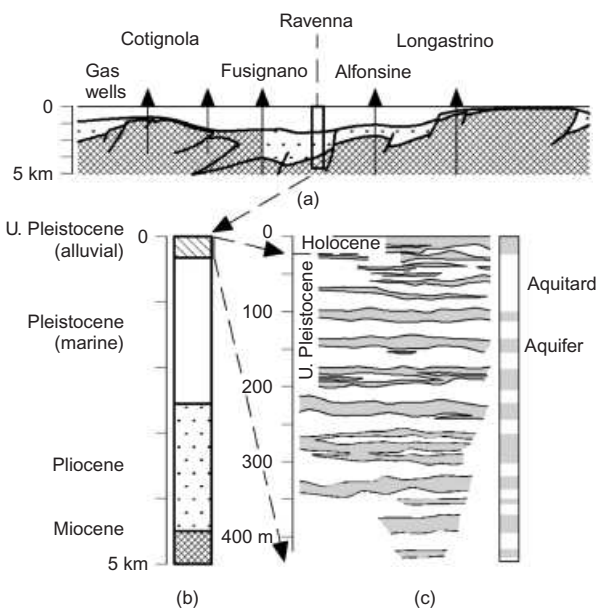 Ravenna
Cotignola
Longastrino
Gas
wells
Fusignano
Alfonsine
0
5 km
(a)
U. Pleistocene
(alluvial)
0
Pleistocene
(marine)
Pliocene
Miocene
5 km
(b)
0
Holocene
U. Pleistocene
100
200
300
400 m
Aquitard
Aquifer
(c)